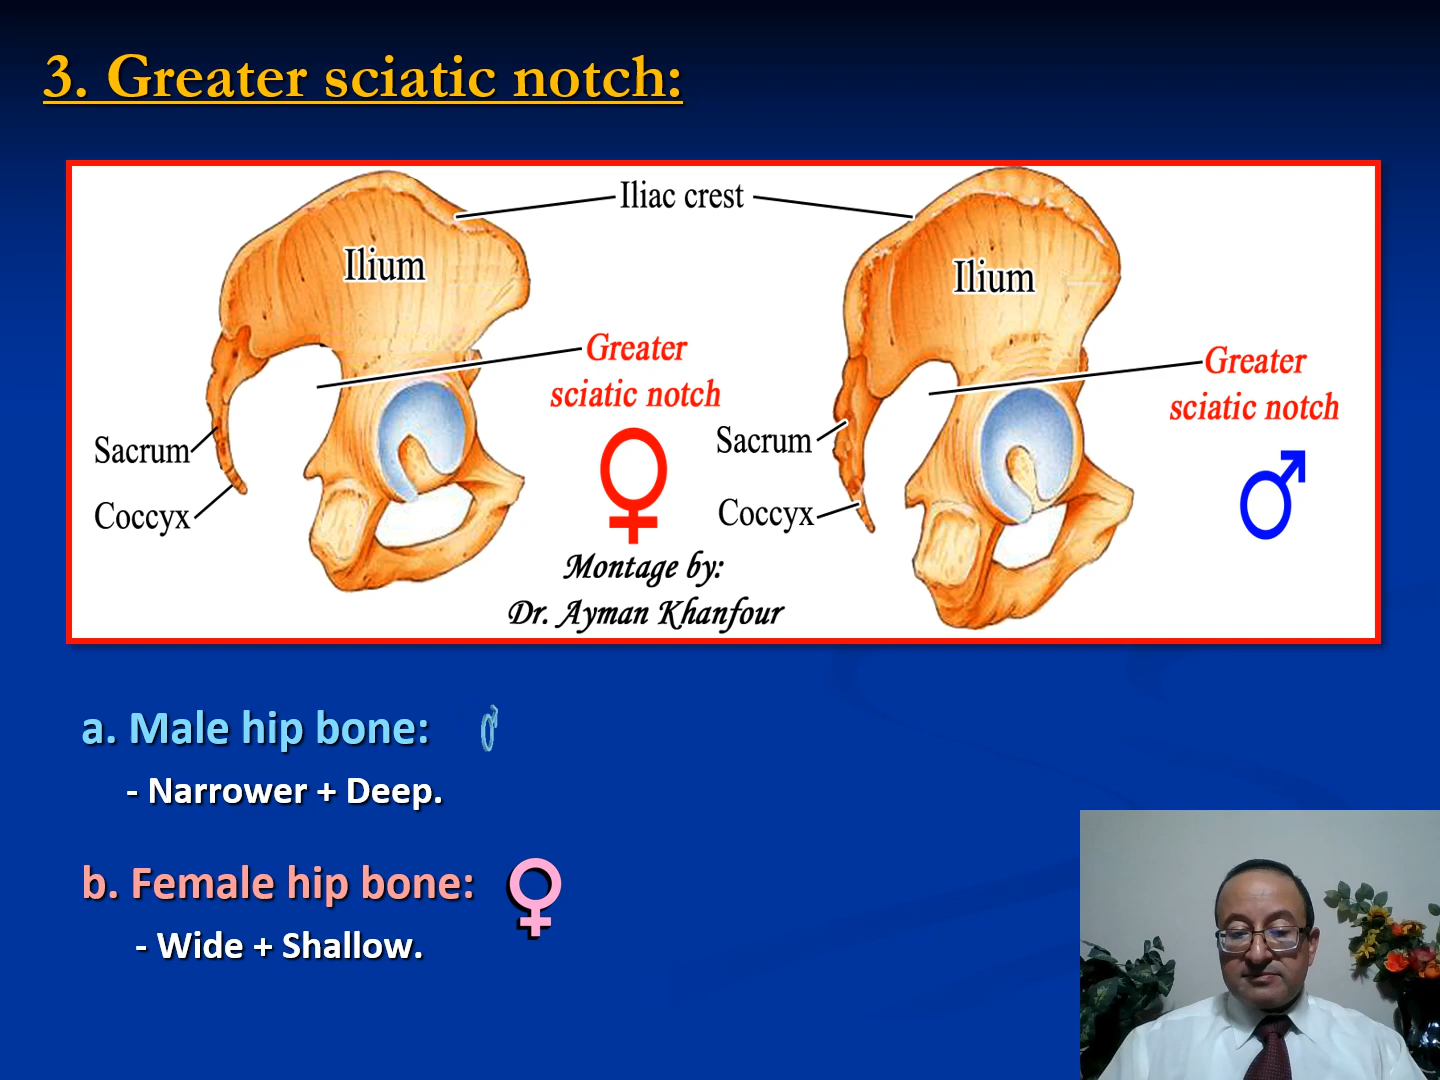 3. Greater sciatic notch:
Iliac crest
Ilium
Ilium
Greater
sciatic notch
Greater
sciatic notch
Sacrum
Coccyx
Sacrum
Coccyx
Montage by:
Dr. Ayman Khanfour
a. Male hip bone:
- Narrower + Deep.
b. Female hip bone:
- Wide + Shallow.